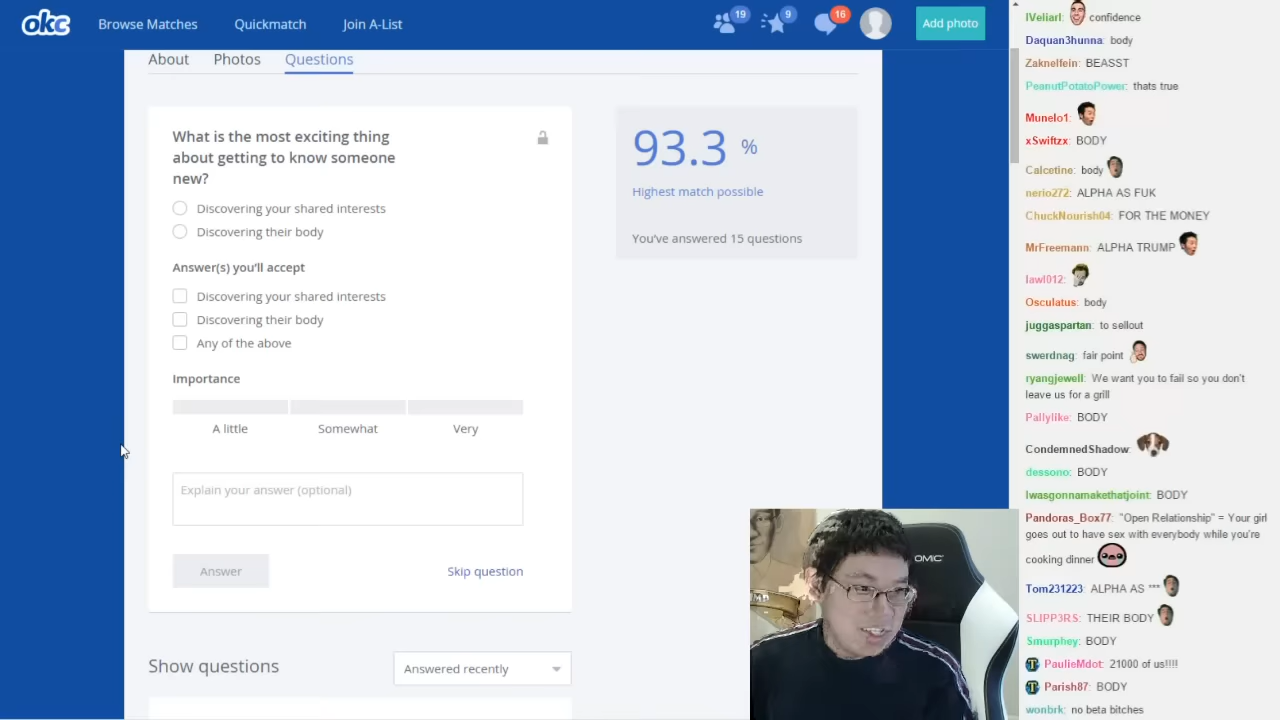 okc
Browse Matches
Quickmatch
Join A-List
19
9
16
Add photo
About
Photos
Questions
What is the most exciting thing
about getting to know someone
new?
Discovering your shared interests
Discovering their body
Answer(s) you'll accept
Discovering your shared interests
Discovering their body
Any of the above
Importance
A little
Somewhat
Very
Explain your answer (optional)
Answer
Skip question
Show questions
Answered recently
93.3 %
Highest match possible
You've answered 15 questions
OMIC
IVeliarI: confidence
Daquan3hunna: body
Zaknelfein: BEASST
PeanutPotatoPower: thats true
Munelo1:
xSwiftzx: BODY
Calcetine: body
nerio272: ALPHA AS FUK
ChuckNourish04: FOR THE MONEY
MrFreemann: ALPHA TRUMP
lawl012:
Osculatus: body
juggaspartan: to sellout
swerdnag: fair point
ryangjewell: We want you to fail so you don't
leave us for a grill
Pallylike: BODY
CondemnedShadow:
dessono: BODY
Iwasgonnamakethatjoint: BODY
Pandoras_Box77: "Open Relationship" = Your girl
goes out to have sex with everybody while you're
cooking dinner
Tom231223: ALPHA AS ***
SLIPP3RS: THEIR BODY
Smurphey: BODY
T PaulieMdot: 21000 of us!!!!
T Parish87: BODY
wonbrk: no beta bitches